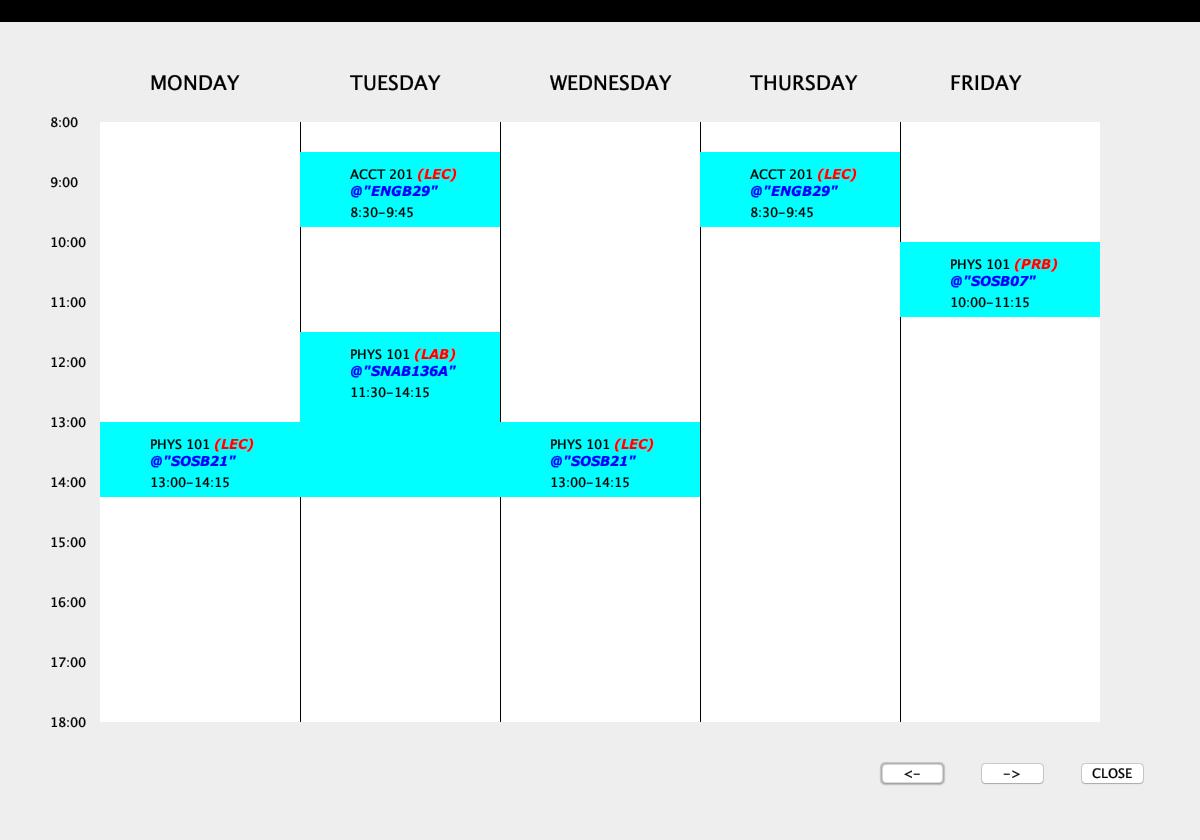 MONDAY TUESDAY WEDNESDAY THURSDAY FRIDAY
8:00
ACCT 201 (LEC)
@"ENGB29"
8:30-9:45
ACCT 201 (LEC)
@"ENGB29"
8:30-9:45
9:00
10:00
PHYS 101 (PRB)
@"SOSB07"
10:00-11:15
11:00
PHYS 101 (LAB)
@"SNAB136A"
11:30-14:15
12:00
13:00
PHYS 101 (LEC)
@"SOSB21"
13:00-14:15
PHYS 101 (LEC)
@"SOSB21"
13:00-14:15
14:00
15:00
16:00
17:00
18:00
<- -> CLOSE